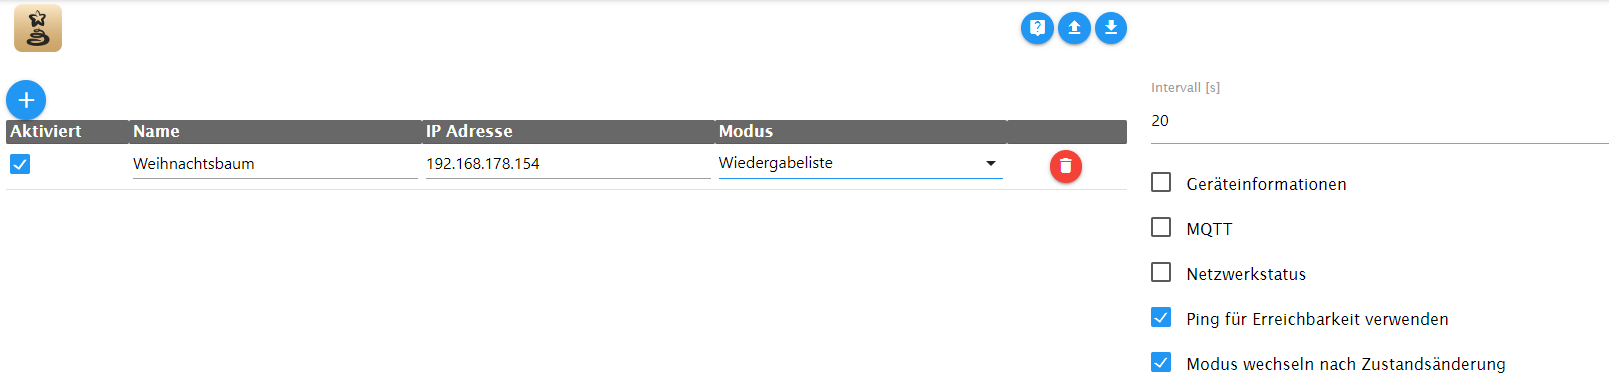 Aktiviert Name IP Adresse Modus
Weihnachtsbaum 192.168.178.154 Wiedergabeliste
Intervall [s]
20
Geräteinformationen
MQTT
Netzwerkstatus
Ping für Erreichbarkeit verwenden
Modus wechseln nach Zustandsänderung